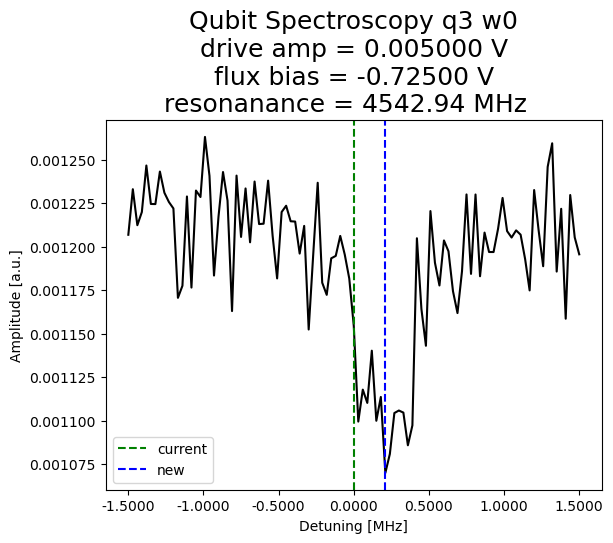 Qubit Spectroscopy q3 w0
drive amp = 0.005000 V
flux bias = -0.72500 V
resonanance = 4542.94 MHz
0.001250
0.001225
0.001200
0.001175
0.001150
0.001125
0.001100
0.001075
Amplitude [a.u.]
current
new
-1.5000 -1.0000 -0.5000 0.0000 0.5000 1.0000 1.5000
Detuning [MHz]